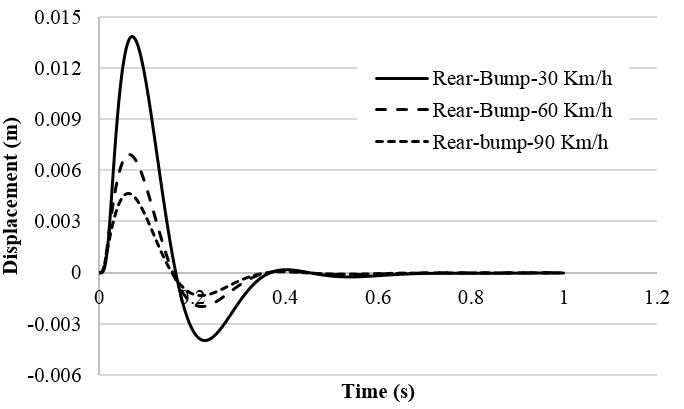 0.015
0.012
0.009
0.006
0.003
0
-0.003
-0.006
Displacement (m)
Rear-Bump-30 Km/h
Rear-Bump-60 Km/h
Rear-bump-90 Km/h
0 0.2 0.4 0.6 0.8 1 1.2
Time (s)